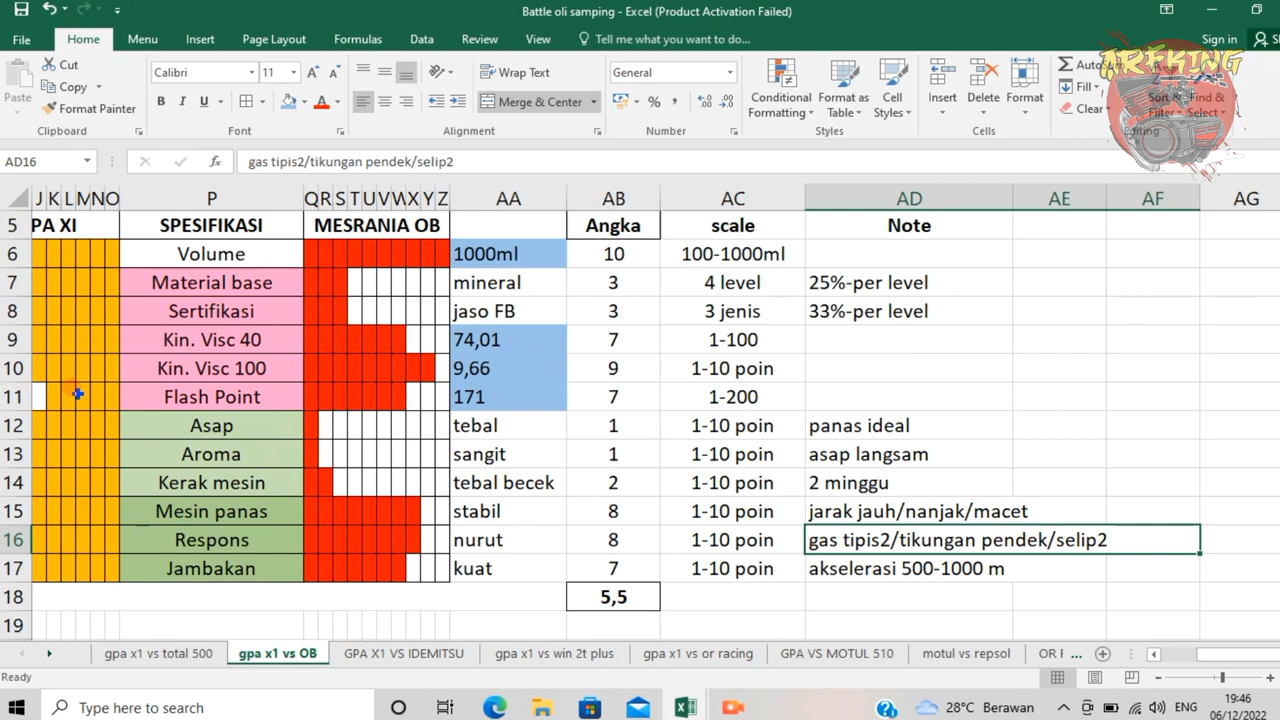 Battle oli samping - Excel (Product Activation Failed)
File Home Menu Insert Page Layout Formulas Data Review View Tell me what you want to do... Sign in
TREKING
Paste Cut
Copy
Format Painter
Calibri 11
B I U
Wrap Text
Merge & Center
General
Conditional Formatting
Format as Table
Cell Styles
Insert Delete Format
Fill
Clear
Sort & Filter
Find & Select
Clipboard Font Alignment Number Styles Cells Editing
AD16 fx gas tipis2/tikungan pendek/selip2
J K L M N O P Q R S T U V W X Y Z AA AB AC AD AE AF AG
5 PA XI SPESIFIKASI MESRANIA OB Angka scale Note
6 Volume 1000ml 10 100-1000ml
7 Material base mineral 3 4 level 25%-per level
8 Sertifikasi jaso FB 3 3 jenis 33%-per level
9 Kin. Visc 40 74,01 7 1-100
10 Kin. Visc 100 9,66 9 1-10 poin
11 Flash Point 171 7 1-200
12 Asap tebal 1 1-10 poin panas ideal
13 Aroma sangit 1 1-10 poin asap langsam
14 Kerak mesin tebal becek 2 1-10 poin 2 minggu
15 Mesin panas stabil 8 1-10 poin jarak jauh/nanjak/macet
16 Respons nurut 8 1-10 poin gas tipis2/tikungan pendek/selip2
17 Jambakan kuat 7 1-10 poin akselerasi 500-1000 m
18 5,5
19
gpa x1 vs total 500 gpa x1 vs OB GPA X1 VS IDEMITSU gpa x1 vs win 2t plus gpa x1 vs or racing GPA VS MOTUL 510 motul vs repsol OR F ...
Ready
Type here to search 28°C Berawan 19:46
06/12/2022